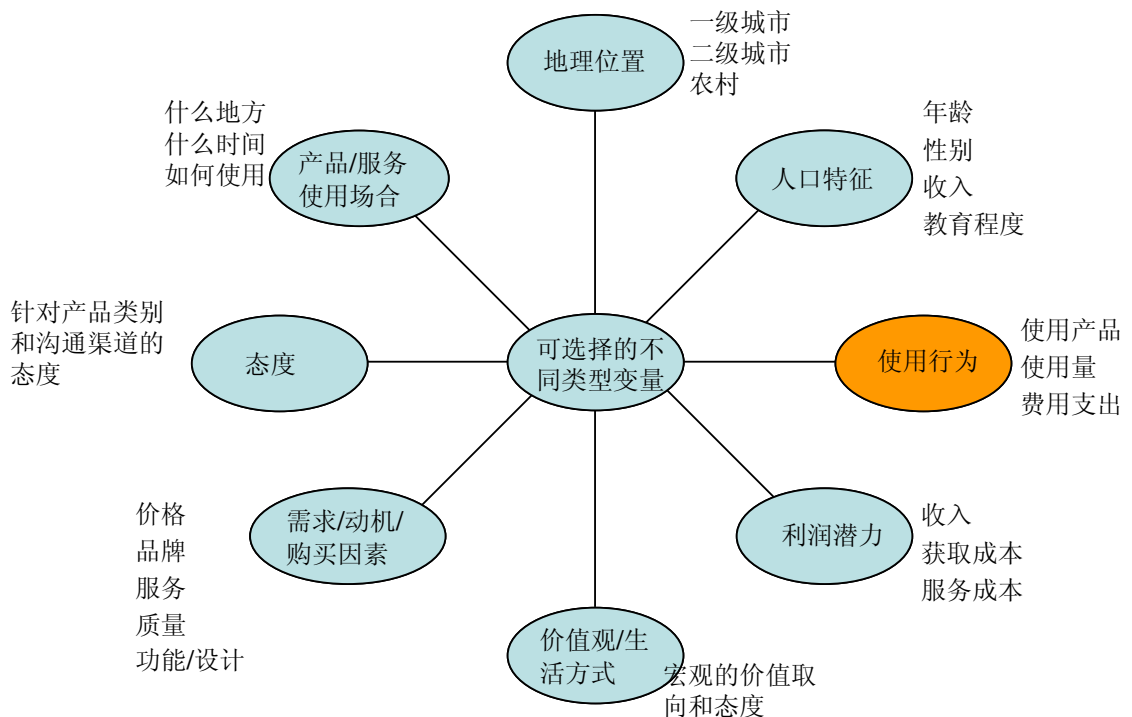 地理位置
一级城市
二级城市
农村
人口特征
年龄
性别
收入
教育程度
使用行为
使用产品
使用量
费用支出
利润潜力
收入
获取成本
服务成本
价值观/生
活方式
宏观的价值取
向和态度
需求/动机/
购买因素
价格
品牌
服务
质量
功能/设计
态度
针对产品类别
和沟通渠道的
态度
产品/服务
使用场合
什么地方
什么时间
如何使用
可选择的不
同类型变量